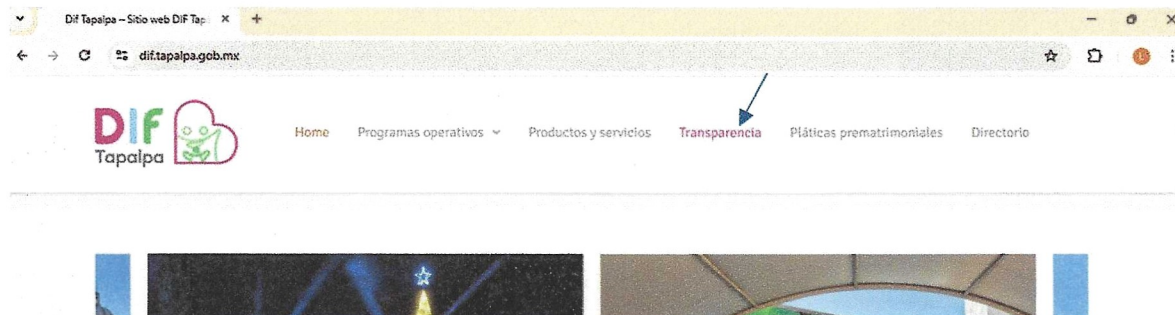 Dif Tapalpa – Sitio web DIF Tap
dif.tapalpa.gob.mx
DIF
Tapalpa
Home Programas operativos Productos y servicios Transparencia Pláticas prematrimoniales Directorio